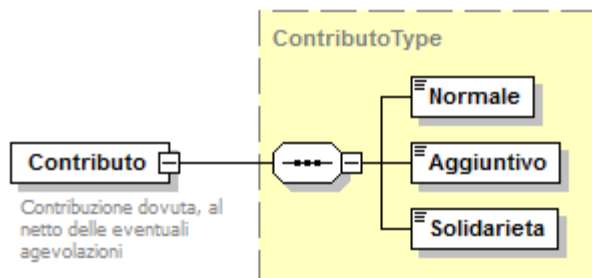 ContributoType
Normale
Contributo
Aggiuntivo
Contribuzione dovuta, al
netto delle eventuali
agevolazioni
Solidarieta